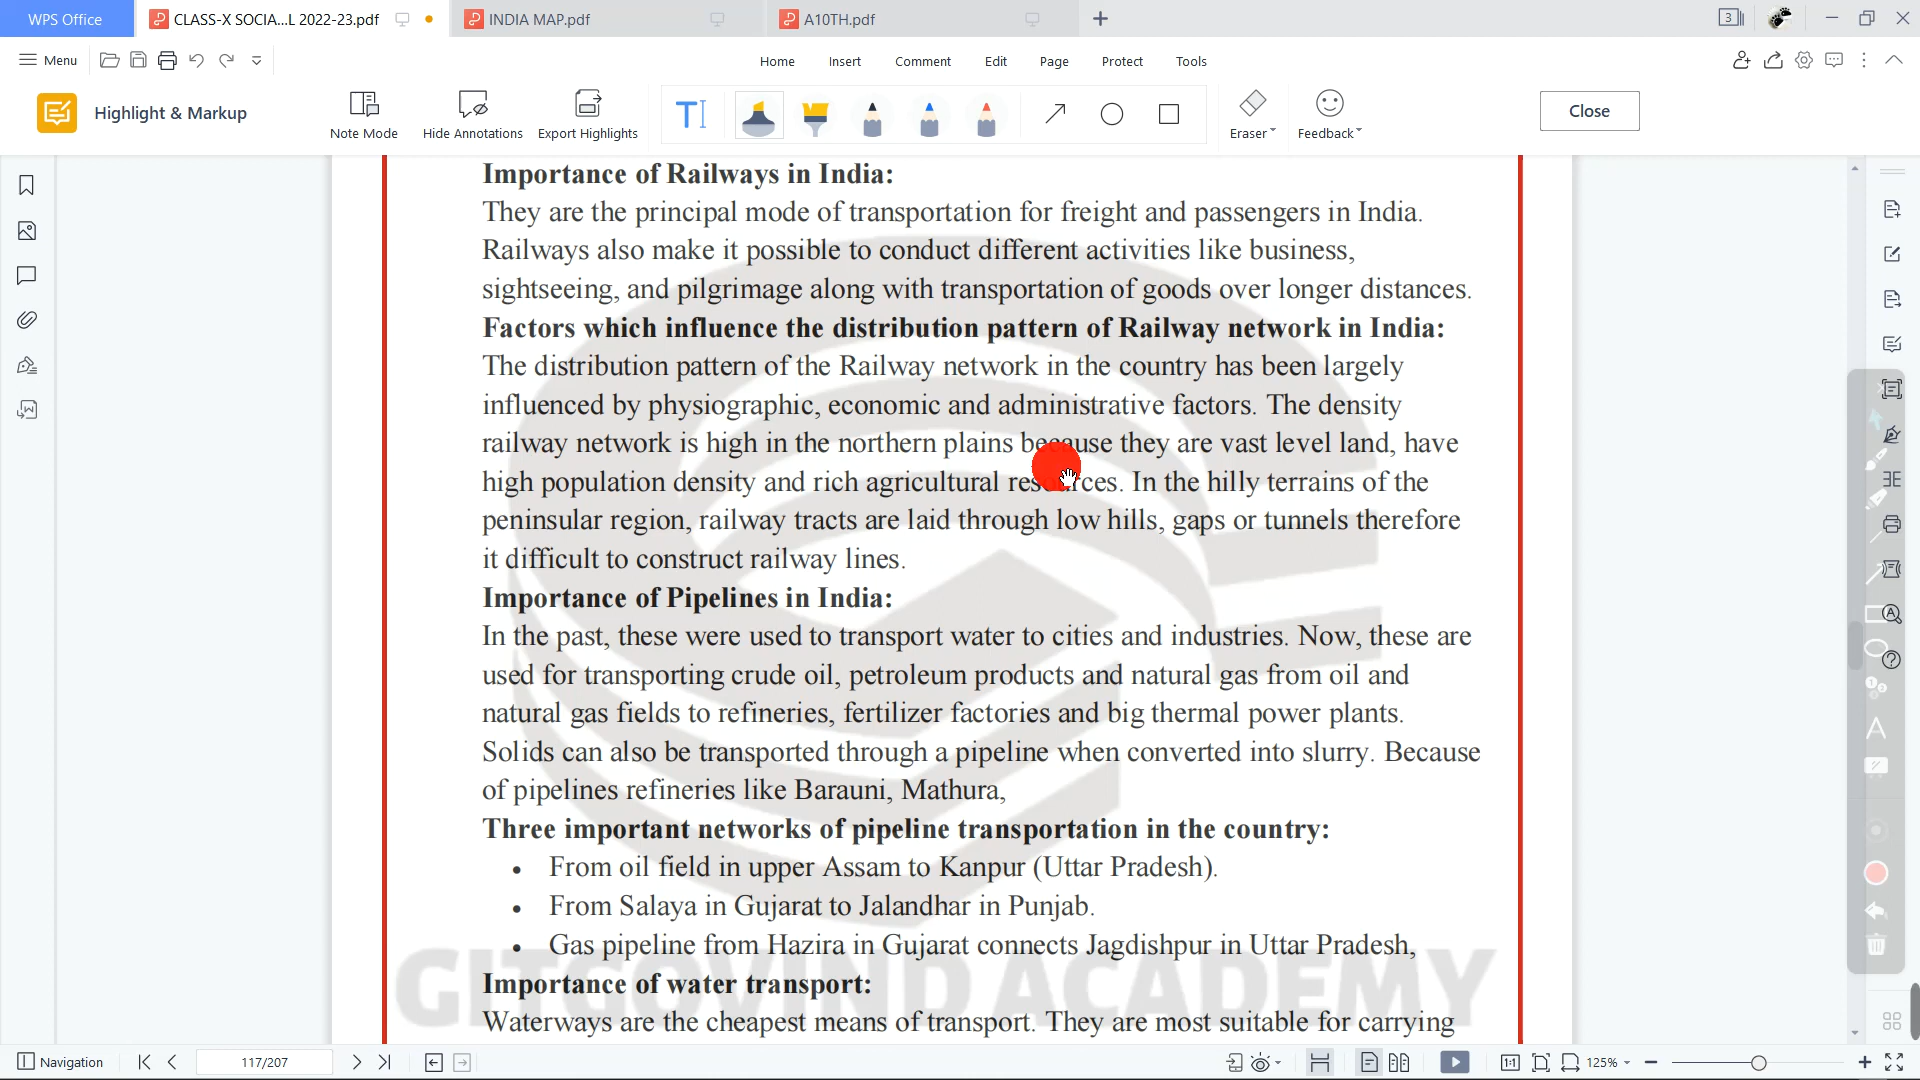 WPS Office
CLASS-X SOCIA...L 2022-23.pdf
INDIA MAP.pdf
A10TH.pdf
3
Menu
Home
Insert
Comment
Edit
Page
Protect
Tools
Highlight & Markup
Note Mode
Hide Annotations
Export Highlights
Eraser
Feedback
Close
Importance of Railways in India:
They are the principal mode of transportation for freight and passengers in India.
Railways also make it possible to conduct different activities like business,
sightseeing, and pilgrimage along with transportation of goods over longer distances.
Factors which influence the distribution pattern of Railway network in India:
The distribution pattern of the Railway network in the country has been largely
influenced by physiographic, economic and administrative factors. The density
railway network is high in the northern plains because they are vast level land, have
high population density and rich agricultural resources. In the hilly terrains of the
peninsular region, railway tracts are laid through low hills, gaps or tunnels therefore
it difficult to construct railway lines.
Importance of Pipelines in India:
In the past, these were used to transport water to cities and industries. Now, these are
used for transporting crude oil, petroleum products and natural gas from oil and
natural gas fields to refineries, fertilizer factories and big thermal power plants.
Solids can also be transported through a pipeline when converted into slurry. Because
of pipelines refineries like Barauni, Mathura,
Three important networks of pipeline transportation in the country:
• From oil field in upper Assam to Kanpur (Uttar Pradesh).
• From Salaya in Gujarat to Jalandhar in Punjab.
• Gas pipeline from Hazira in Gujarat connects Jagdishpur in Uttar Pradesh,
GITGOVIND ACADEMY
Importance of water transport:
Waterways are the cheapest means of transport. They are most suitable for carrying
Navigation
117/207
125%